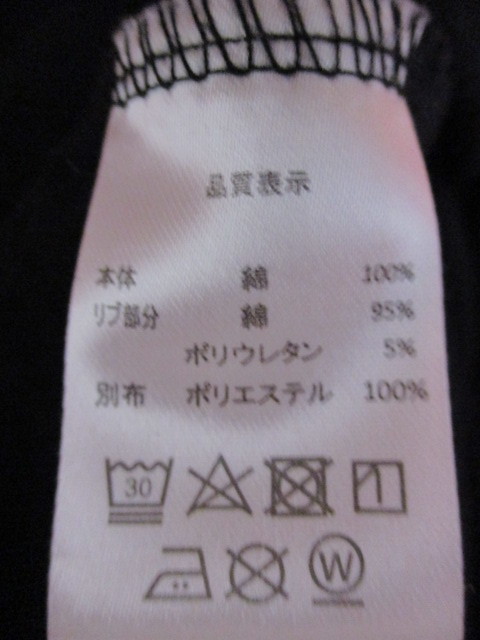 品質表示
本体 綿 100%
リブ部分 綿 95%
ポリウレタン 5%
別布 ポリエステル 100%
30
W